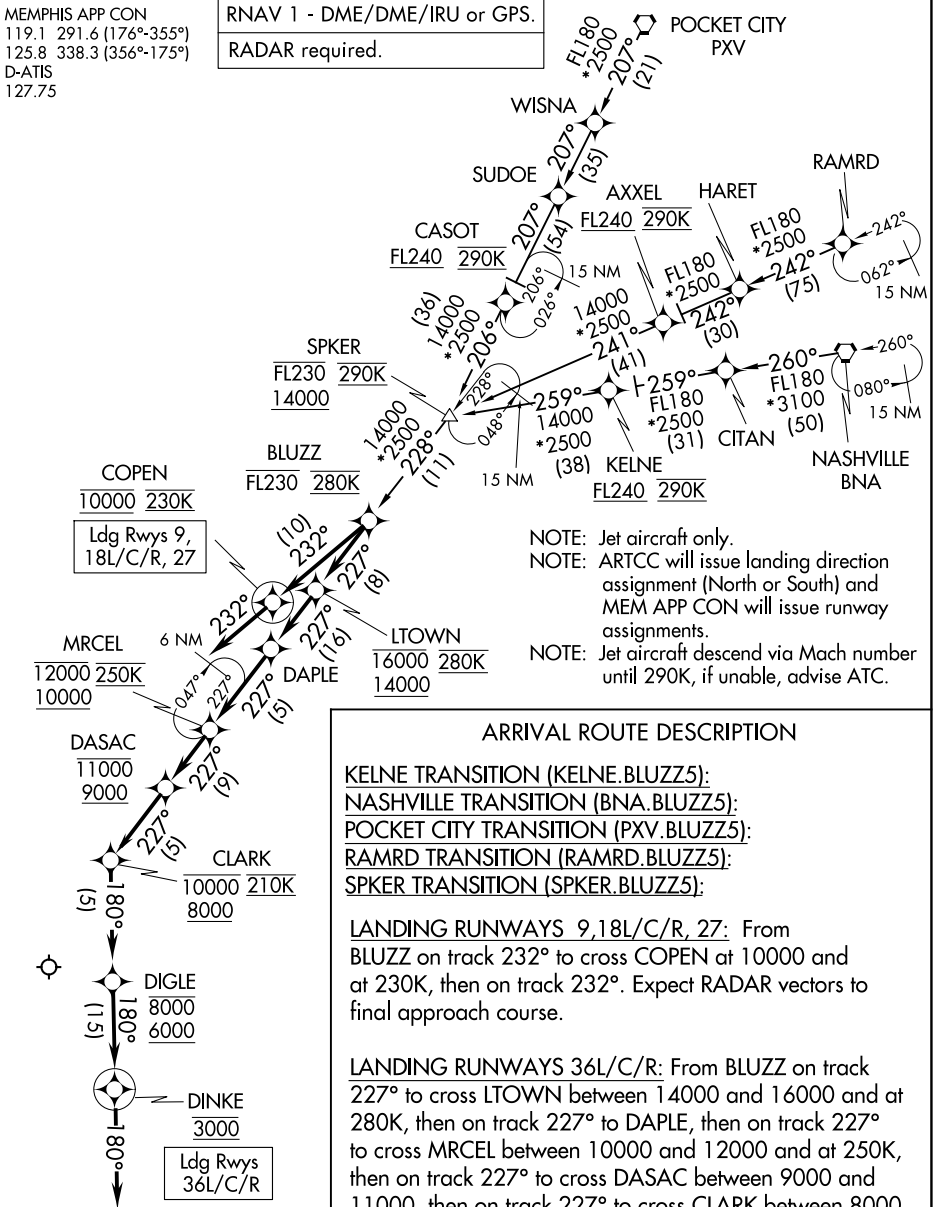 MEMPHIS APP CON
119.1 291.6 (176°-355°)
125.8 338.3 (356°-175°)
D-ATIS
127.75
RNAV 1 - DME/DME/IRU or GPS.
RADAR required.
POCKET CITY
PXV
FL180
*2500
207°
(21)
WISNA
207°
(35)
SUDOE
207°
(54)
CASOT
FL240 290K
206°
026°
15 NM
(36)
14000
*2500
206°
AXXEL
FL240 290K
HARET
RAMRD
242°
062°
15 NM
FL180
*2500
242°
(75)
FL180
*2500
242°
(30)
14000
*2500
241°
(41)
260°
080°
15 NM
NASHVILLE
BNA
260°
FL180
*3100
(50)
CITAN
259°
FL180
*2500
(31)
KELNE
FL240 290K
259°
14000
*2500
(38)
SPKER
FL230 290K
14000
228°
048°
15 NM
14000
*2500
228°
(11)
BLUZZ
FL230 280K
COPEN
10000 230K
Ldg Rwys 9,
18L/C/R, 27
(10)
232°
232°
227°
(8)
LTOWN
16000 280K
14000
227°
(16)
DAPLE
227°
(5)
6 NM
047°
227°
MRCEL
12000 250K
10000
227°
(9)
DASAC
11000
9000
227°
(5)
CLARK
10000 210K
8000
180°
(5)
DIGLE
8000
6000
180°
(15)
DINKE
3000
Ldg Rwys
36L/C/R
180°
NOTE: Jet aircraft only.
NOTE: ARTCC will issue landing direction
assignment (North or South) and
MEM APP CON will issue runway
assignments.
NOTE: Jet aircraft descend via Mach number
until 290K, if unable, advise ATC.
ARRIVAL ROUTE DESCRIPTION
KELNE TRANSITION (KELNE.BLUZZ5):
NASHVILLE TRANSITION (BNA.BLUZZ5):
POCKET CITY TRANSITION (PXV.BLUZZ5):
RAMRD TRANSITION (RAMRD.BLUZZ5):
SPKER TRANSITION (SPKER.BLUZZ5):
LANDING RUNWAYS 9,18L/C/R, 27: From
BLUZZ on track 232° to cross COPEN at 10000 and
at 230K, then on track 232°. Expect RADAR vectors to
final approach course.
LANDING RUNWAYS 36L/C/R: From BLUZZ on track
227° to cross LTOWN between 14000 and 16000 and at
280K, then on track 227° to DAPLE, then on track 227°
to cross MRCEL between 10000 and 12000 and at 250K,
then on track 227° to cross DASAC between 9000 and
11000, then on track 227° to cross CLARK between 8000